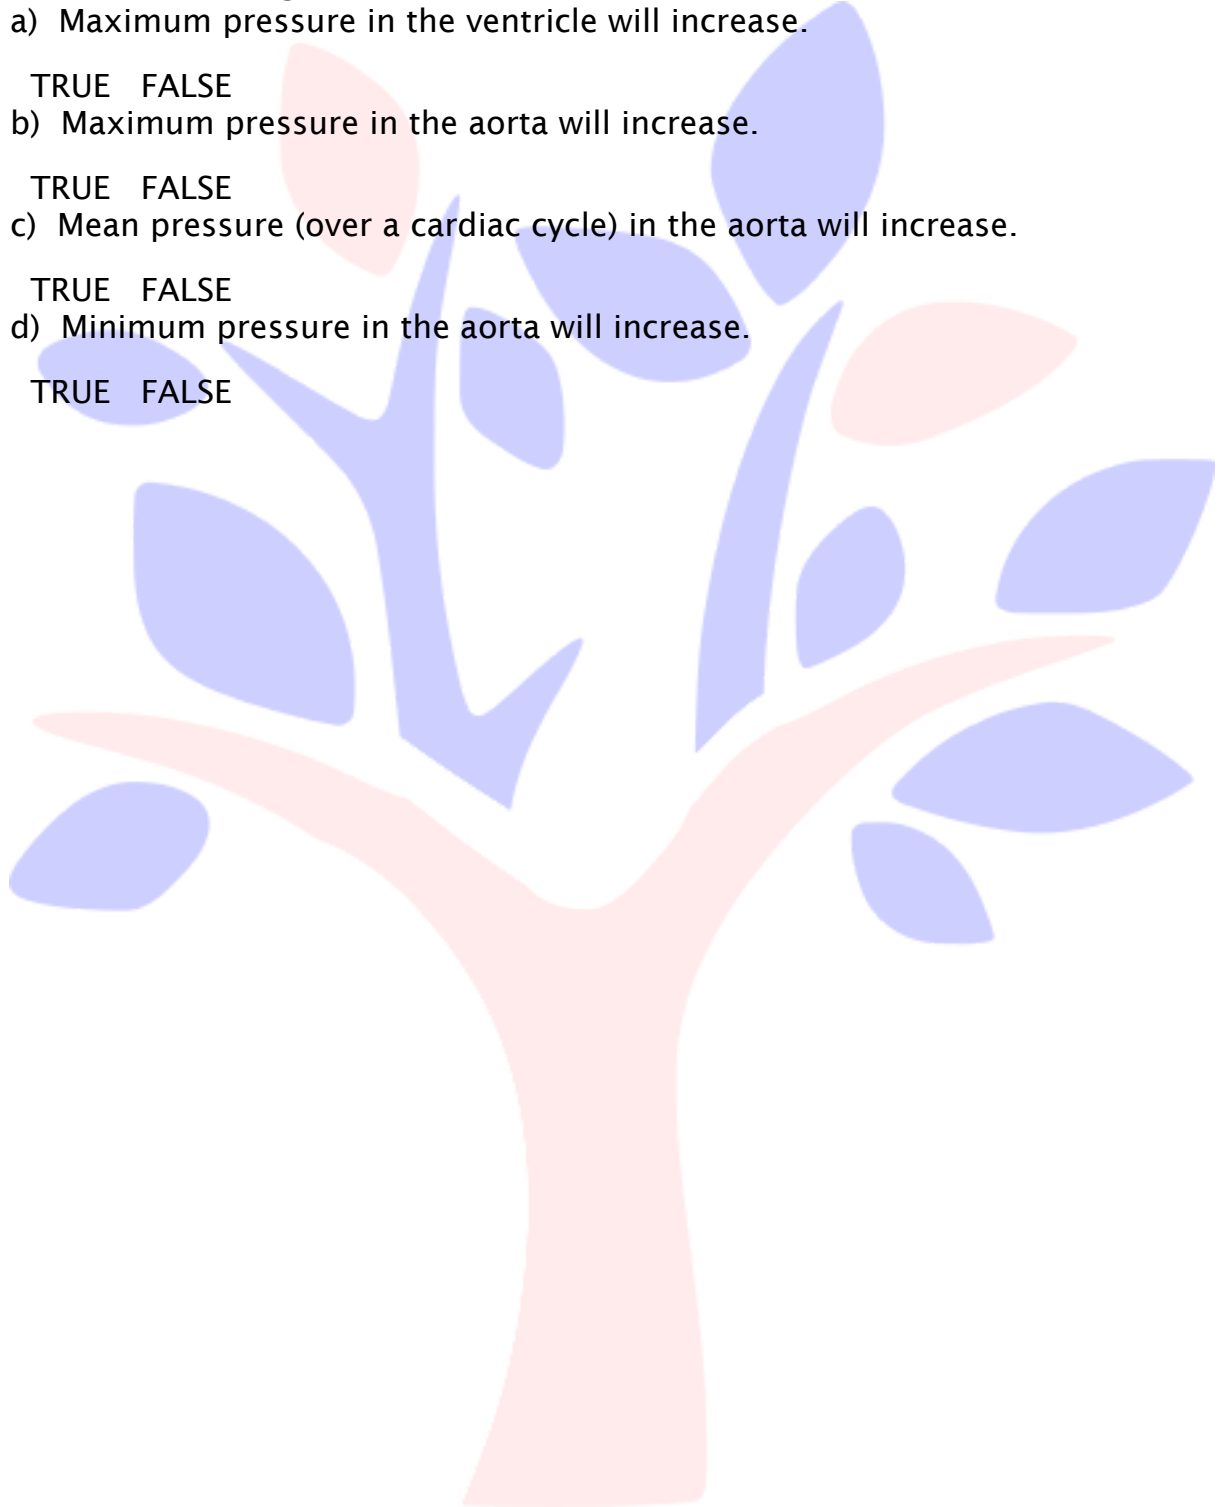 a) Maximum pressure in the ventricle will increase.
TRUE FALSE
b) Maximum pressure in the aorta will increase.
TRUE FALSE
c) Mean pressure (over a cardiac cycle) in the aorta will increase.
TRUE FALSE
d) Minimum pressure in the aorta will increase.
TRUE FALSE